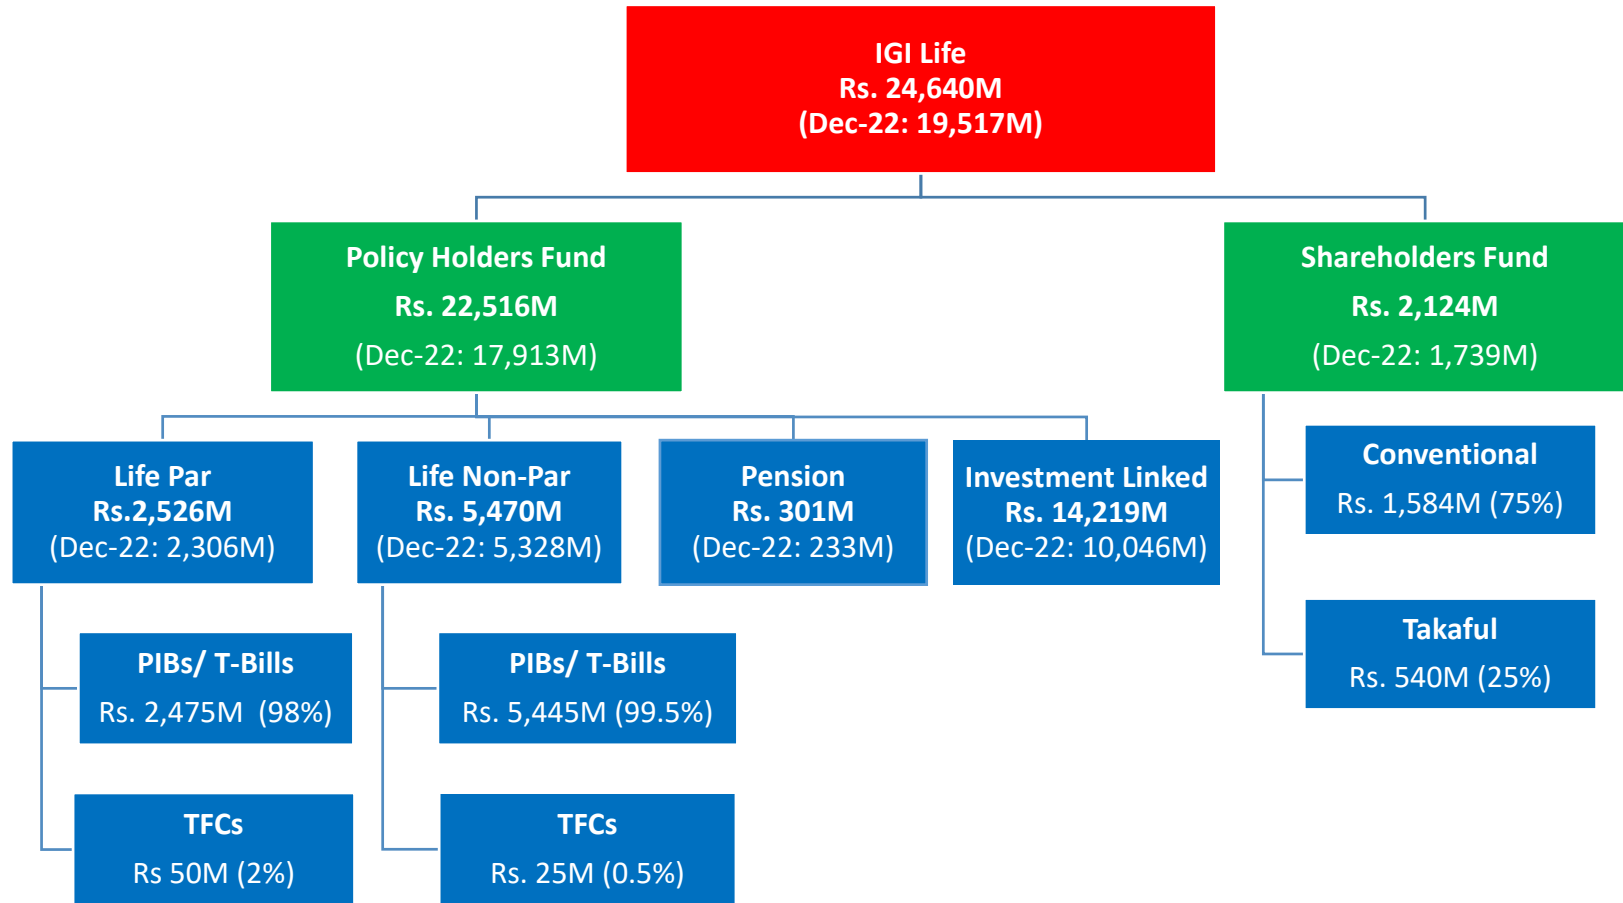 IGI Life
Rs. 24,640M
(Dec-22: 19,517M)
Policy Holders Fund
Rs. 22,516M
(Dec-22: 17,913M)
Shareholders Fund
Rs. 2,124M
(Dec-22: 1,739M)
Life Par
Rs.2,526M
(Dec-22: 2,306M)
Life Non-Par
Rs. 5,470M
(Dec-22: 5,328M)
Pension
Rs. 301M
(Dec-22: 233M)
Investment Linked
Rs. 14,219M
(Dec-22: 10,046M)
Conventional
Rs. 1,584M (75%)
Takaful
Rs. 540M (25%)
PIBs/ T-Bills
Rs. 2,475M (98%)
PIBs/ T-Bills
Rs. 5,445M (99.5%)
TFCs
Rs 50M (2%)
TFCs
Rs. 25M (0.5%)